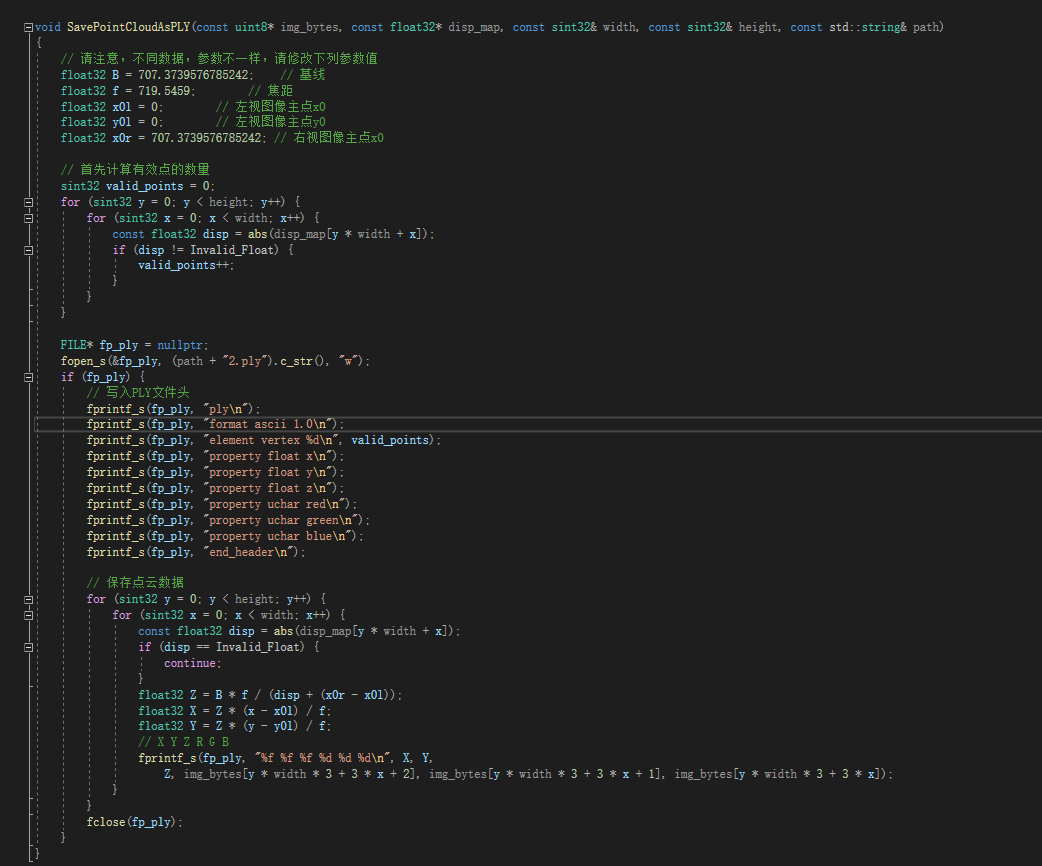 void SavePointCloudAsPLY(const uint8* img_bytes, const float32* disp_map, const sint32& width, const sint32& height, const std::string& path)
{
// 请注意，不同数据，参数不一样，请修改下列参数值
float32 B = 707.3739576785242; // 基线
float32 f = 719.5459; // 焦距
float32 x0l = 0; // 左视图像主点x0
float32 y0l = 0; // 左视图像主点y0
float32 x0r = 707.3739576785242; // 右视图像主点x0
// 首先计算有效点的数量
sint32 valid_points = 0;
for (sint32 y = 0; y < height; y++) {
for (sint32 x = 0; x < width; x++) {
const float32 disp = abs(disp_map[y * width + x]);
if (disp != Invalid_Float) {
valid_points++;
}
}
}
FILE* fp_ply = nullptr;
fopen_s(&fp_ply, (path + "2.ply").c_str(), "w");
if (fp_ply) {
// 写入PLY文件头
fprintf_s(fp_ply, "ply\n");
fprintf_s(fp_ply, "format ascii 1.0\n");
fprintf_s(fp_ply, "element vertex %d\n", valid_points);
fprintf_s(fp_ply, "property float x\n");
fprintf_s(fp_ply, "property float y\n");
fprintf_s(fp_ply, "property float z\n");
fprintf_s(fp_ply, "property uchar red\n");
fprintf_s(fp_ply, "property uchar green\n");
fprintf_s(fp_ply, "property uchar blue\n");
fprintf_s(fp_ply, "end_header\n");
// 保存点云数据
for (sint32 y = 0; y < height; y++) {
for (sint32 x = 0; x < width; x++) {
const float32 disp = abs(disp_map[y * width + x]);
if (disp == Invalid_Float) {
continue;
}
float32 Z = B * f / (disp + (x0r - x0l));
float32 X = Z * (x - x0l) / f;
float32 Y = Z * (y - y0l) / f;
// X Y Z R G B
fprintf_s(fp_ply, "%f %f %f %d %d %d\n", X, Y,
Z, img_bytes[y * width * 3 + 3 * x + 2], img_bytes[y * width * 3 + 3 * x + 1], img_bytes[y * width * 3 + 3 * x]);
}
}
fclose(fp_ply);
}
}